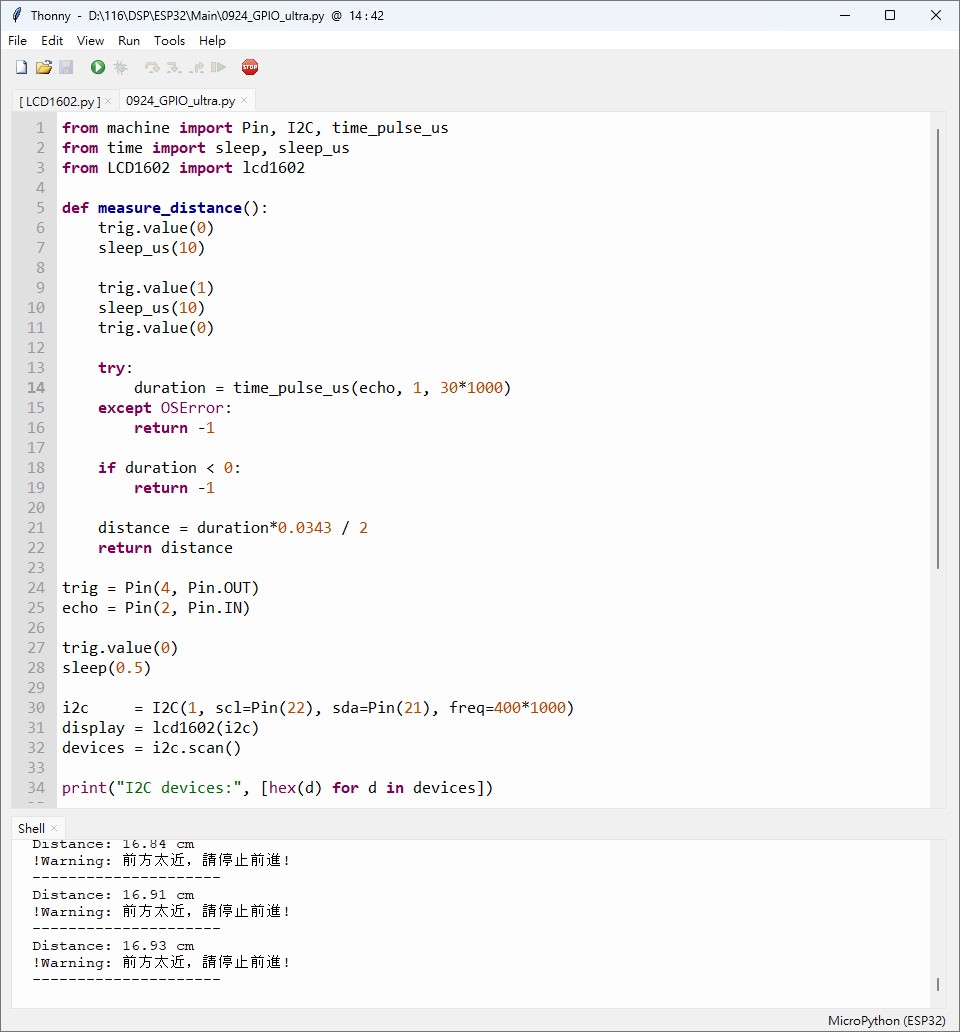 Thonny - D:\116\DSP\ESP32\Main\0924_GPIO_ultra.py @ 14 : 42
File Edit View Run Tools Help
STOP
[ LCD1602.py ] × 0924_GPIO_ultra.py ×
1 from machine import Pin, I2C, time_pulse_us
2 from time import sleep, sleep_us
3 from LCD1602 import lcd1602
4
5 def measure_distance():
6     trig.value(0)
7     sleep_us(10)
8
9     trig.value(1)
10     sleep_us(10)
11     trig.value(0)
12
13     try:
14         duration = time_pulse_us(echo, 1, 30*1000)
15     except OSError:
16         return -1
17
18     if duration < 0:
19         return -1
20
21     distance = duration*0.0343 / 2
22     return distance
23
24 trig = Pin(4, Pin.OUT)
25 echo = Pin(2, Pin.IN)
26
27 trig.value(0)
28 sleep(0.5)
29
30 i2c     = I2C(1, scl=Pin(22), sda=Pin(21), freq=400*1000)
31 display = lcd1602(i2c)
32 devices = i2c.scan()
33
34 print("I2C devices:", [hex(d) for d in devices])
Shell ×
Distance: 16.84 cm
!Warning: 前方太近，請停止前進!
---------------------
Distance: 16.91 cm
!Warning: 前方太近，請停止前進!
---------------------
Distance: 16.93 cm
!Warning: 前方太近，請停止前進!
---------------------
MicroPython (ESP32)